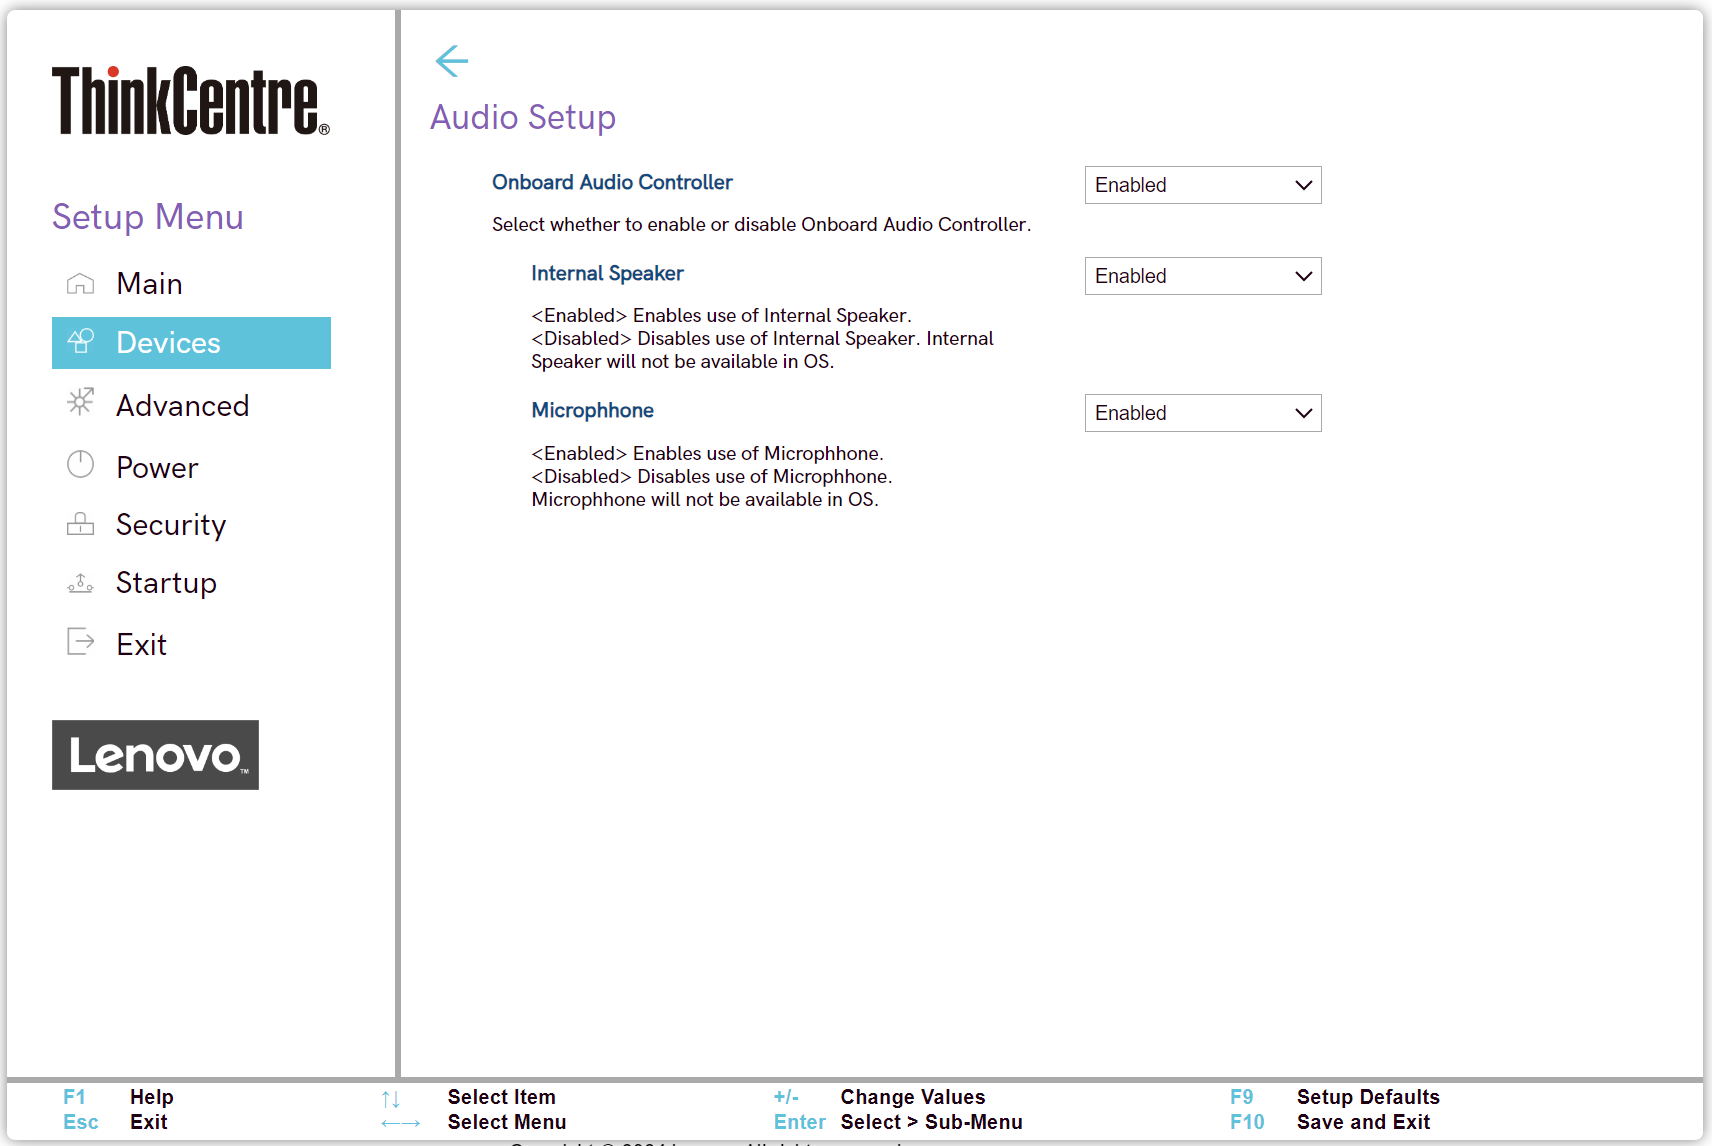 ThinkCentre®
Setup Menu
Main
Devices
Advanced
Power
Security
Startup
Exit
Lenovo™
Audio Setup
Onboard Audio Controller
Enabled
Select whether to enable or disable Onboard Audio Controller.
Internal Speaker
Enabled
<Enabled> Enables use of Internal Speaker.
<Disabled> Disables use of Internal Speaker. Internal
Speaker will not be available in OS.
Microphhone
Enabled
<Enabled> Enables use of Microphhone.
<Disabled> Disables use of Microphhone.
Microphhone will not be available in OS.
F1 Help ↑↓ Select Item +/- Change Values F9 Setup Defaults
Esc Exit ←→ Select Menu Enter Select > Sub-Menu F10 Save and Exit